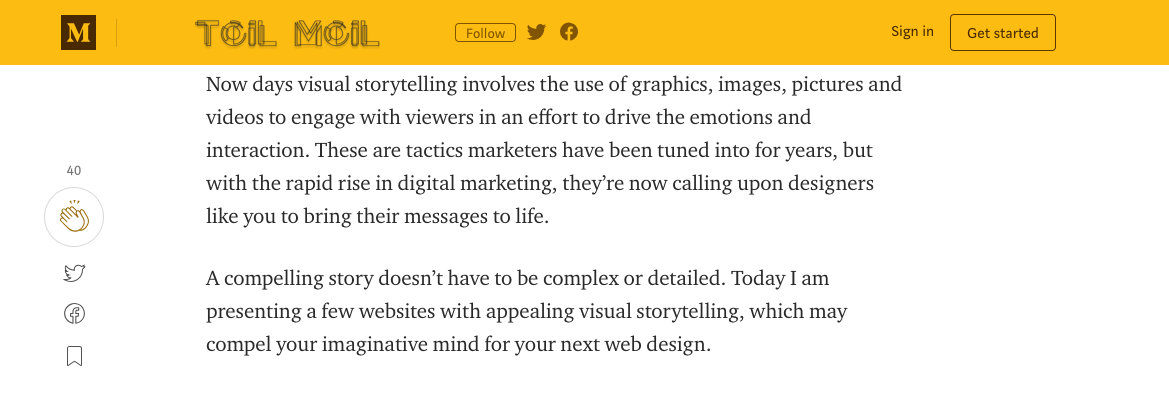 M
TOIL MOIL
Follow
Sign in
Get started
Now days visual storytelling involves the use of graphics, images, pictures and
videos to engage with viewers in an effort to drive the emotions and
interaction. These are tactics marketers have been tuned into for years, but
with the rapid rise in digital marketing, they’re now calling upon designers
like you to bring their messages to life.
40
A compelling story doesn’t have to be complex or detailed. Today I am
presenting a few websites with appealing visual storytelling, which may
compel your imaginative mind for your next web design.